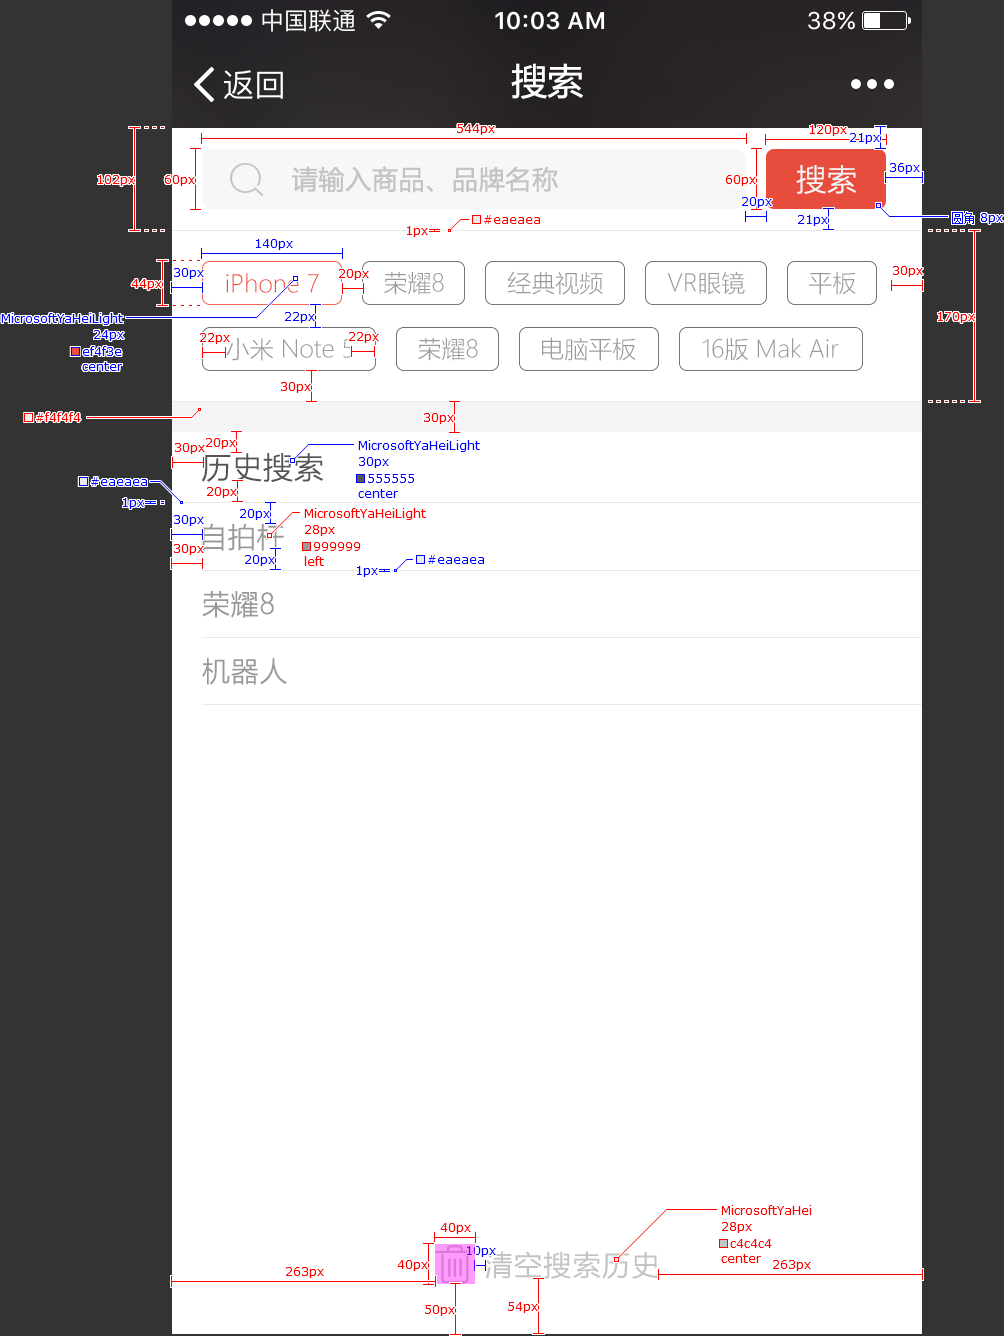 中国联通 10:03 AM 38%
返回 搜索
544px 120px 21px
102px 60px 请输入商品、品牌名称 60px 搜索 36px
20px 21px 圆角 8px
1px #eaeaea
140px
44px 30px iPhone 7 20px 荣耀8 经典视频 VR眼镜 平板 30px
MicrosoftYaHeiLight 22px 170px
24px
ef4f3e
center
22px 小米 Note 5 22px 荣耀8 电脑平板 16版 Mak Air
30px
#f4f4f4 30px
30px 20px 历史搜索 MicrosoftYaHeiLight
30px
555555
center
#eaeaea 20px
1px
30px 20px 自拍杆 MicrosoftYaHeiLight
28px
999999
left
30px 20px 1px #eaeaea
荣耀8
机器人
MicrosoftYaHei
28px
c4c4c4
center
40px
40px 10px 清空搜索历史
263px 263px
50px 54px